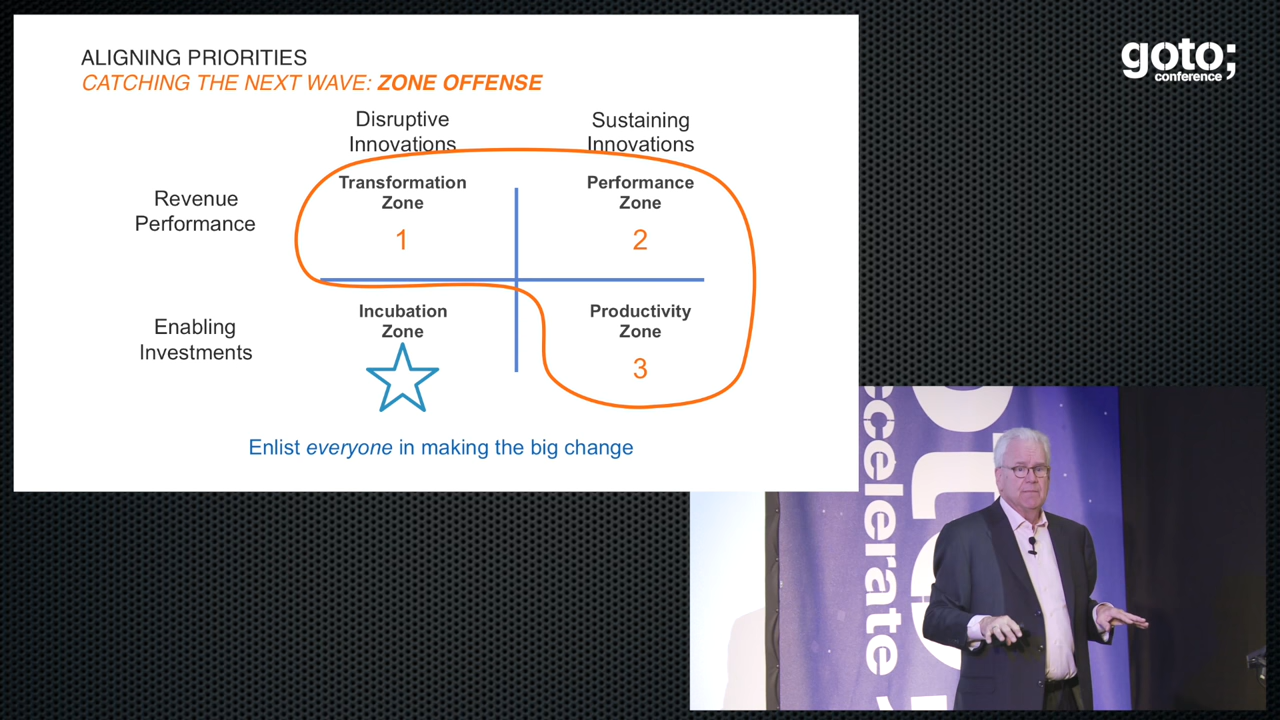 ALIGNING PRIORITIES
CATCHING THE NEXT WAVE: ZONE OFFENSE
goto;
conference
Disruptive
Innovations
Sustaining
Innovations
Revenue
Performance
Transformation
Zone
1
Performance
Zone
2
Enabling
Investments
Incubation
Zone
Productivity
Zone
3
Enlist everyone in making the big change
ccelerate